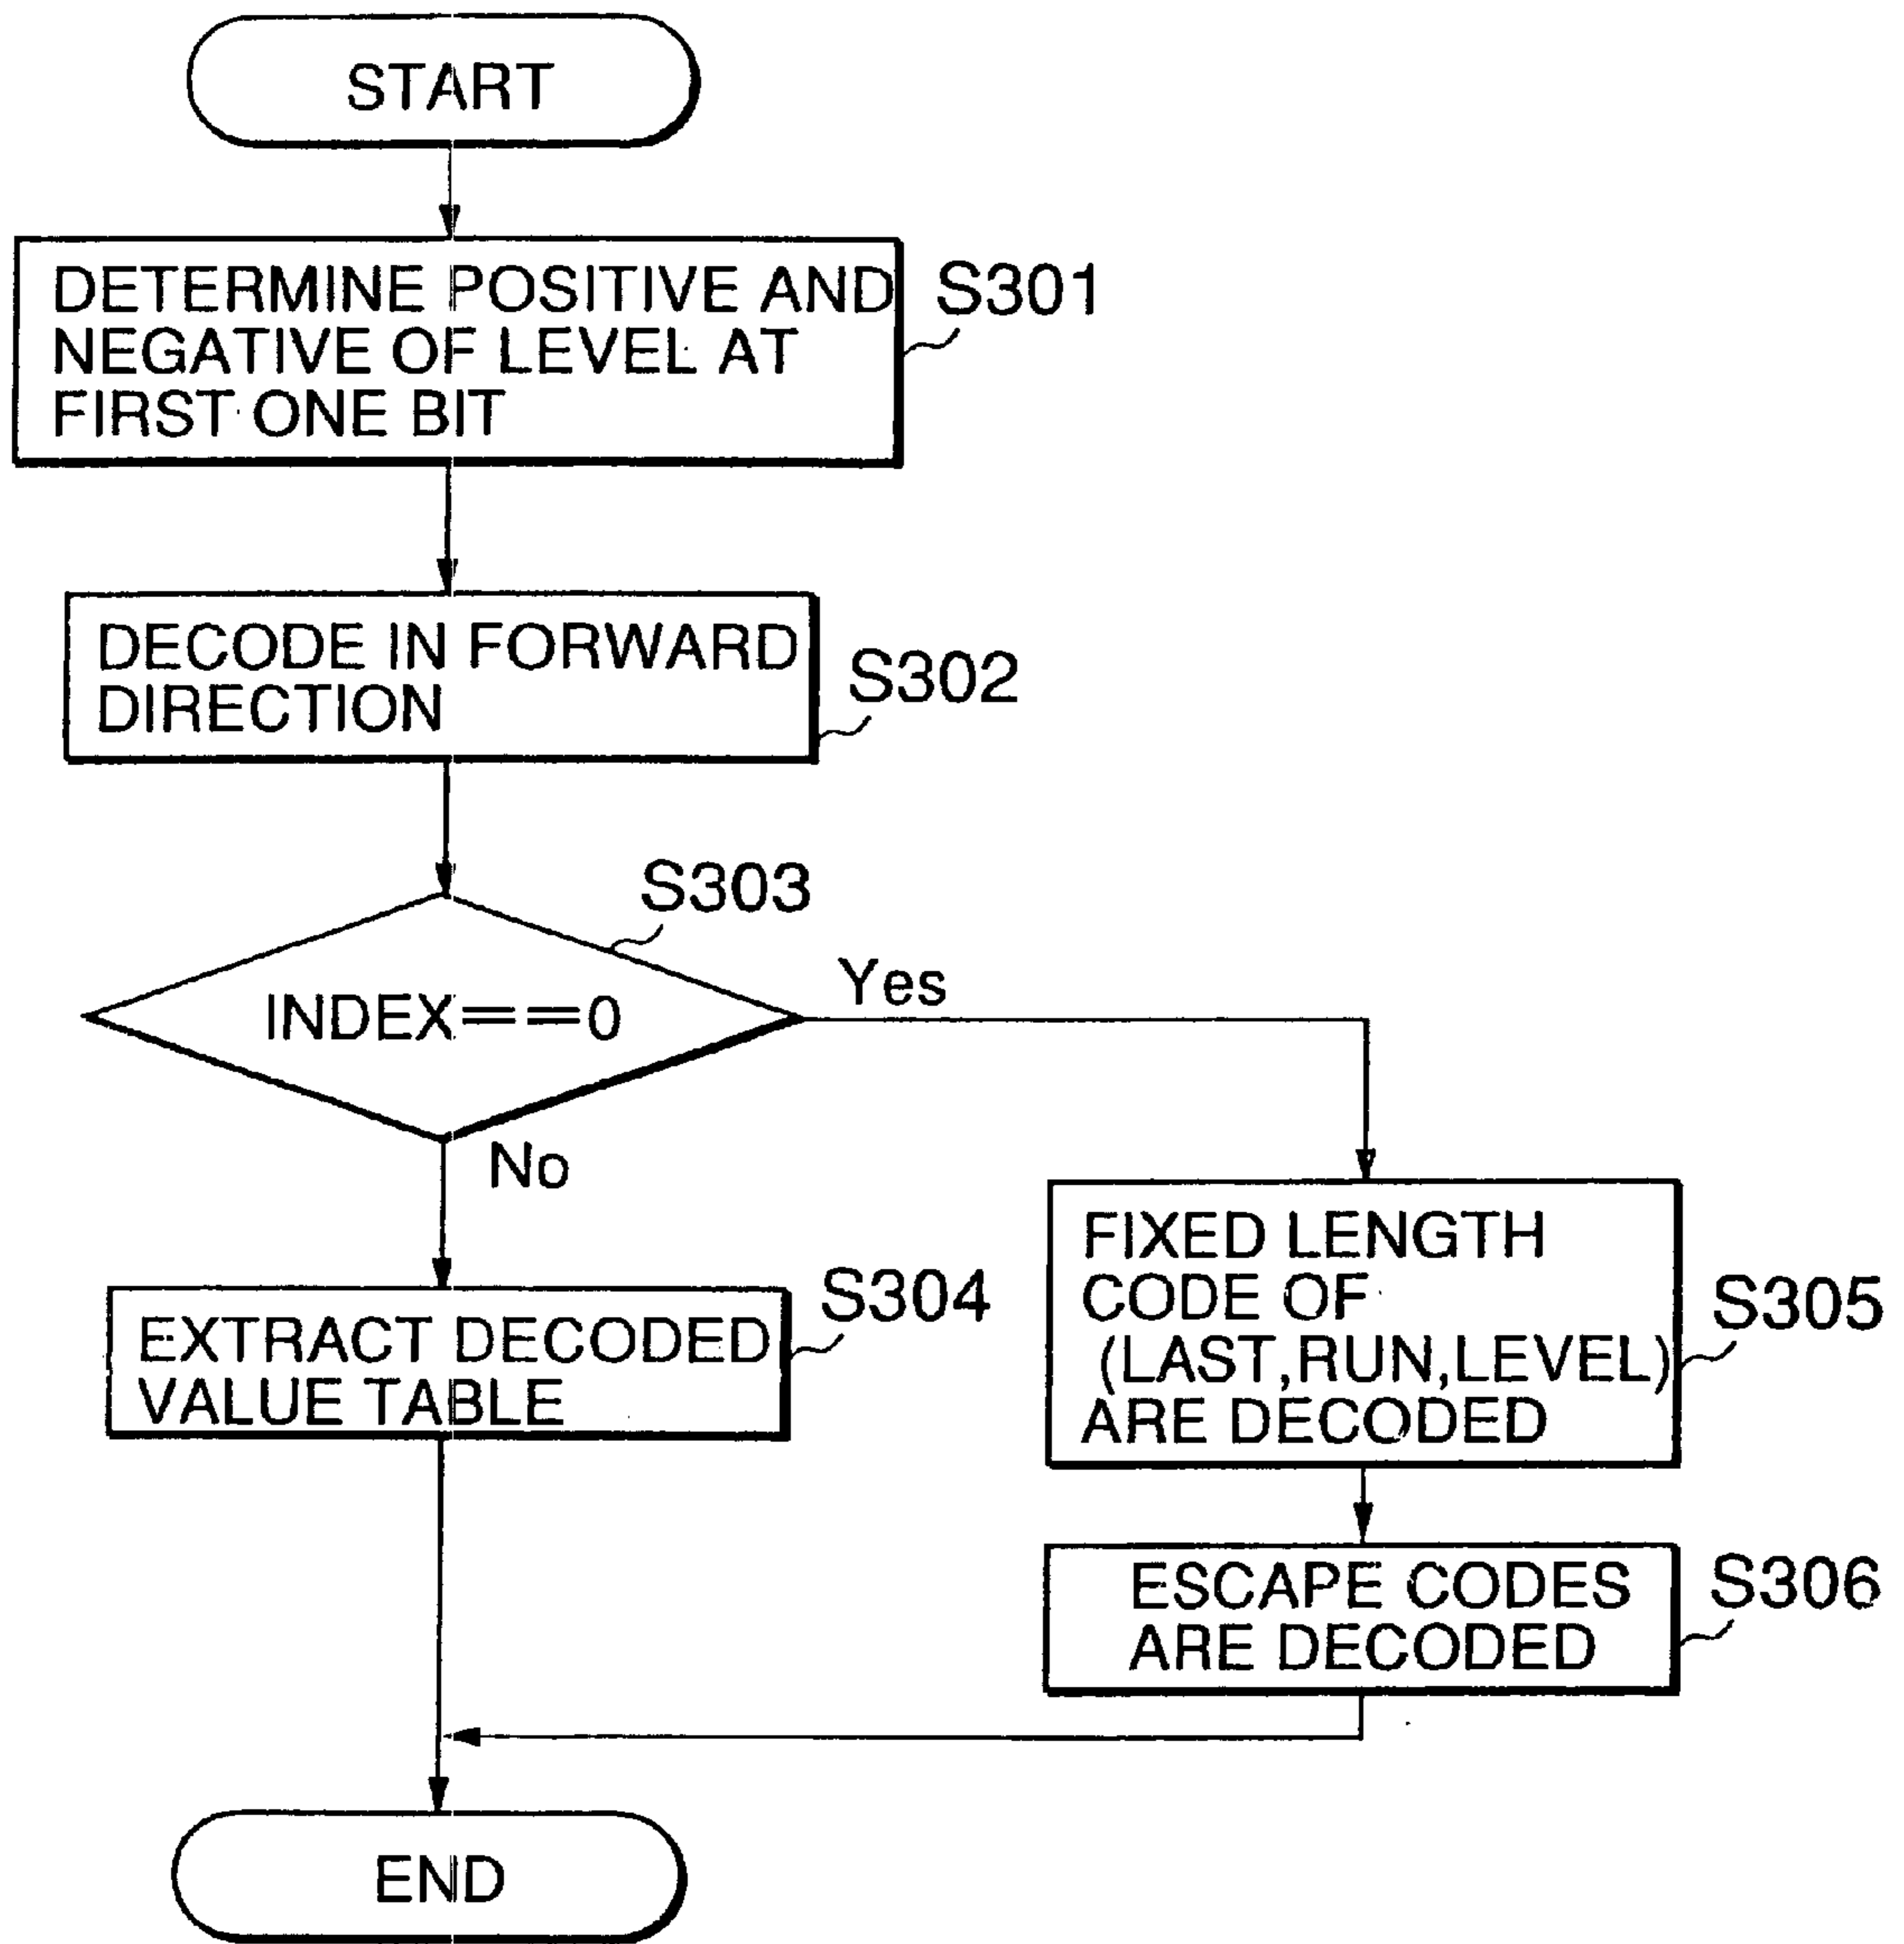 START
DETERMINE POSITIVE AND
NEGATIVE OF LEVEL AT
FIRST ONE BIT
S301
DECODE IN FORWARD
DIRECTION
S302
S303
INDEX==0
Yes
No
EXTRACT DECODED
VALUE TABLE
S304
FIXED LENGTH
CODE OF
(LAST,RUN,LEVEL)
ARE DECODED
S305
ESCAPE CODES
ARE DECODED
S306
END